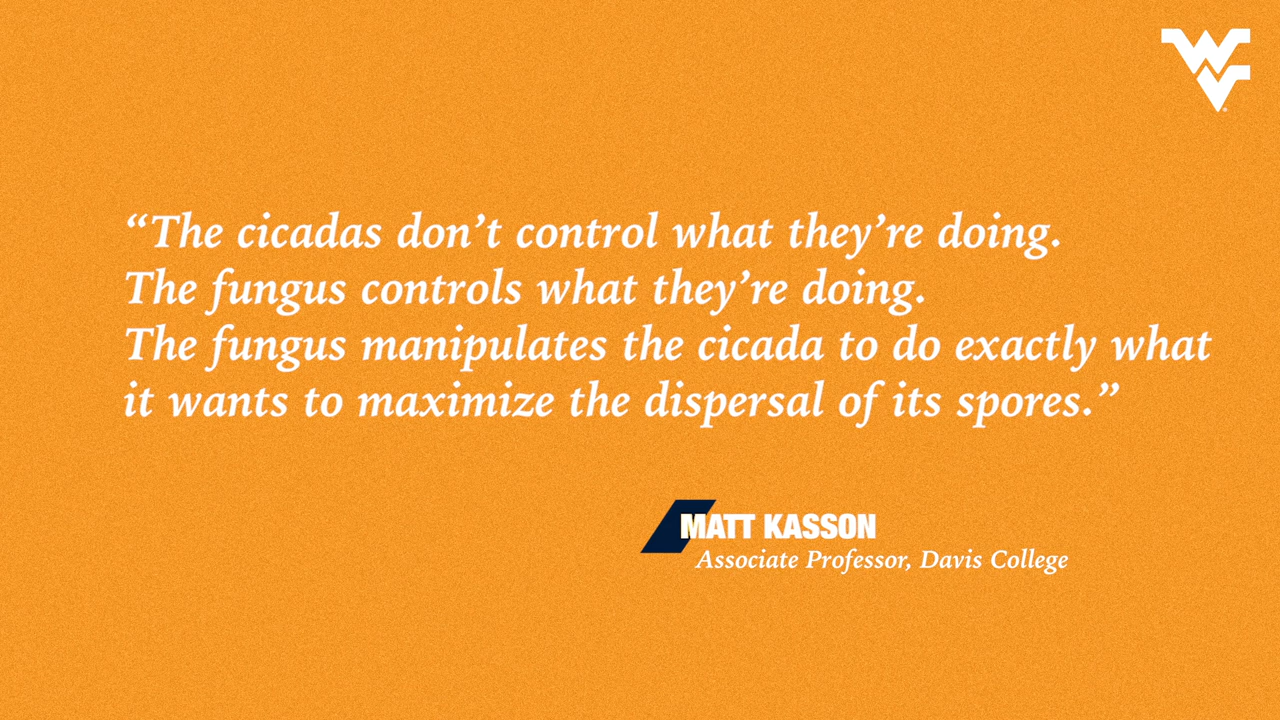 “The cicadas don’t control what they’re doing.
The fungus controls what they’re doing.
The fungus manipulates the cicada to do exactly what
it wants to maximize the dispersal of its spores.”
MATT KASSON
Associate Professor, Davis College